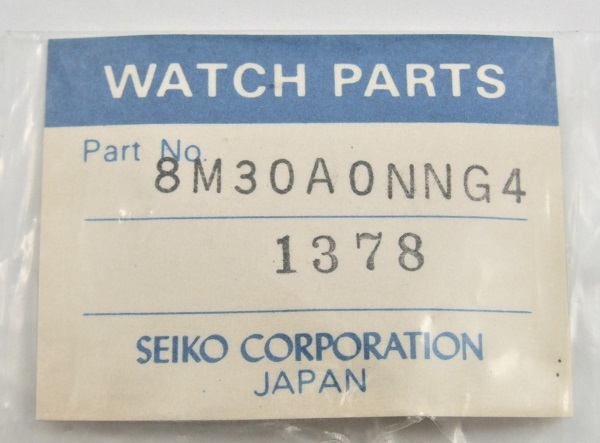 WATCH PARTS
Part No. 8M30A0NNG4
1378
SEIKO CORPORATION
JAPAN